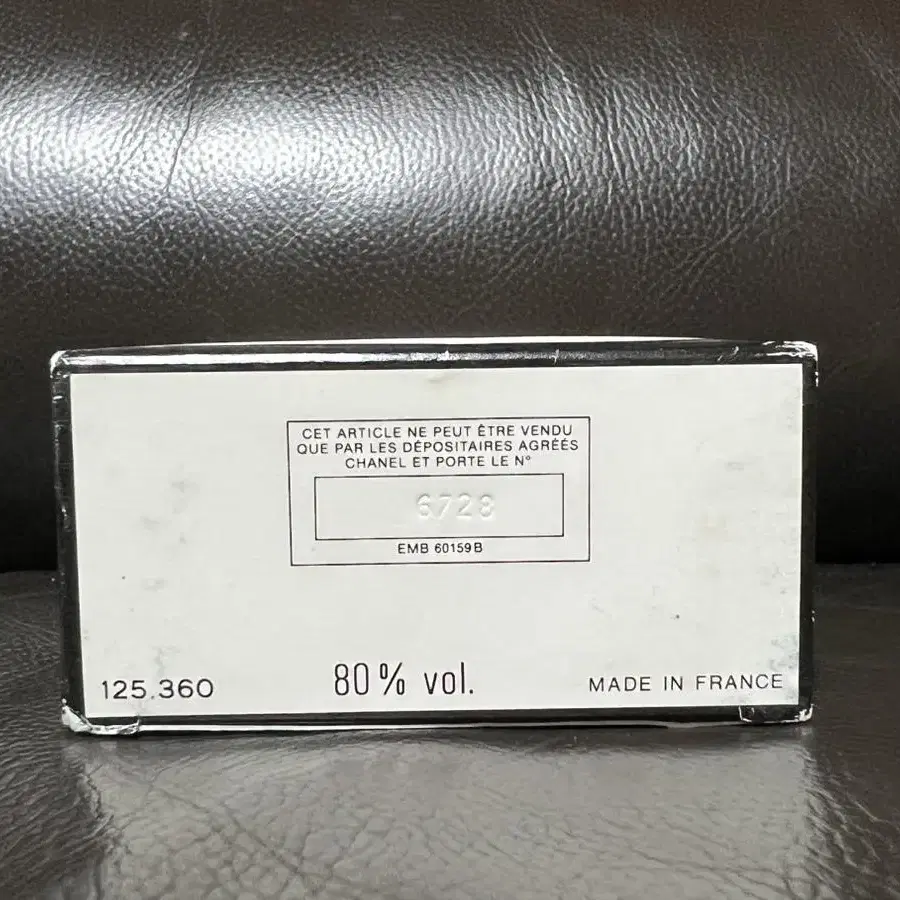 CET ARTICLE NE PEUT ÊTRE VENDU
QUE PAR LES DÉPOSITAIRES AGRÉÉS
CHANEL ET PORTE LE N°
6728
EMB 60159B
125.360
80% vol.
MADE IN FRANCE